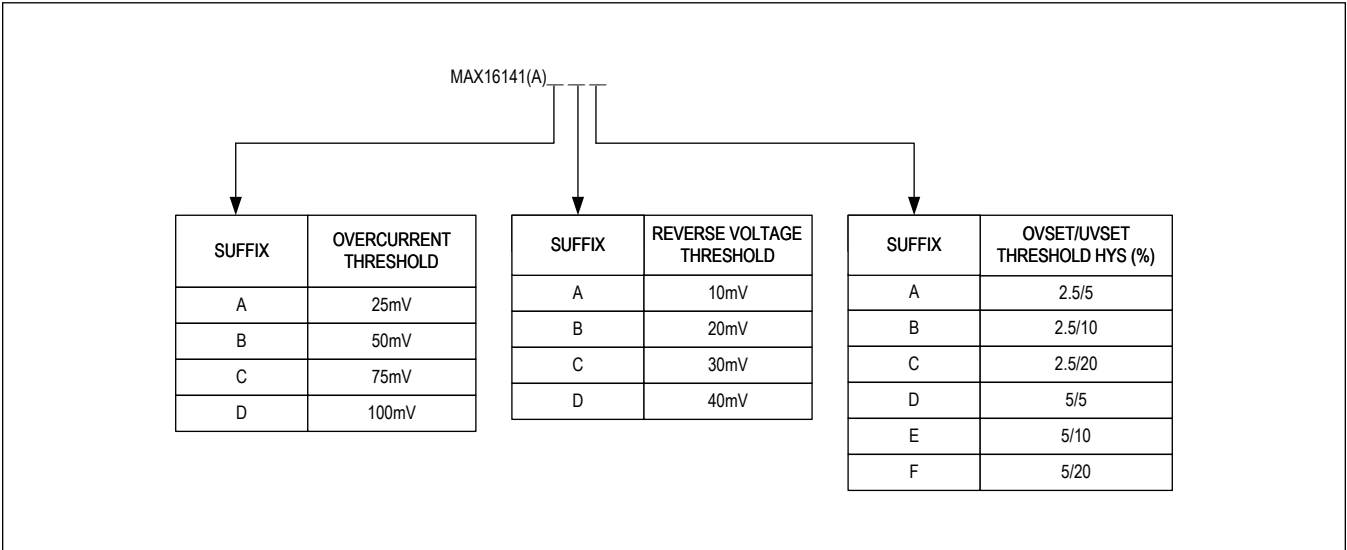 MAX16141(A)_ _ _
SUFFIX
OVERCURRENT
THRESHOLD
A 25mV
B 50mV
C 75mV
D 100mV
SUFFIX
REVERSE VOLTAGE
THRESHOLD
A 10mV
B 20mV
C 30mV
D 40mV
SUFFIX
OVSET/UVSET
THRESHOLD HYS (%)
A 2.5/5
B 2.5/10
C 2.5/20
D 5/5
E 5/10
F 5/20